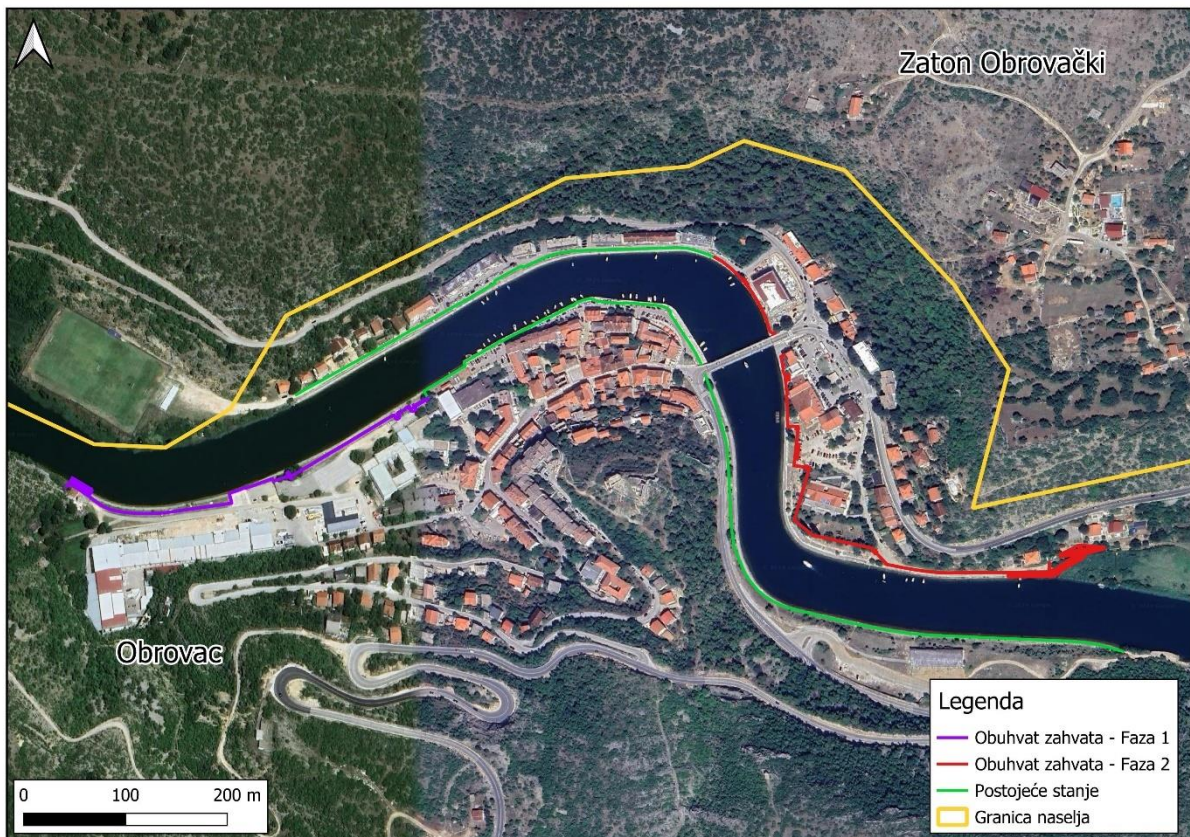 Zaton Obrovački
Obrovac
Legenda
Obuhvat zahvata - Faza 1
Obuhvat zahvata - Faza 2
Postojeće stanje
Granica naselja
0 100 200 m